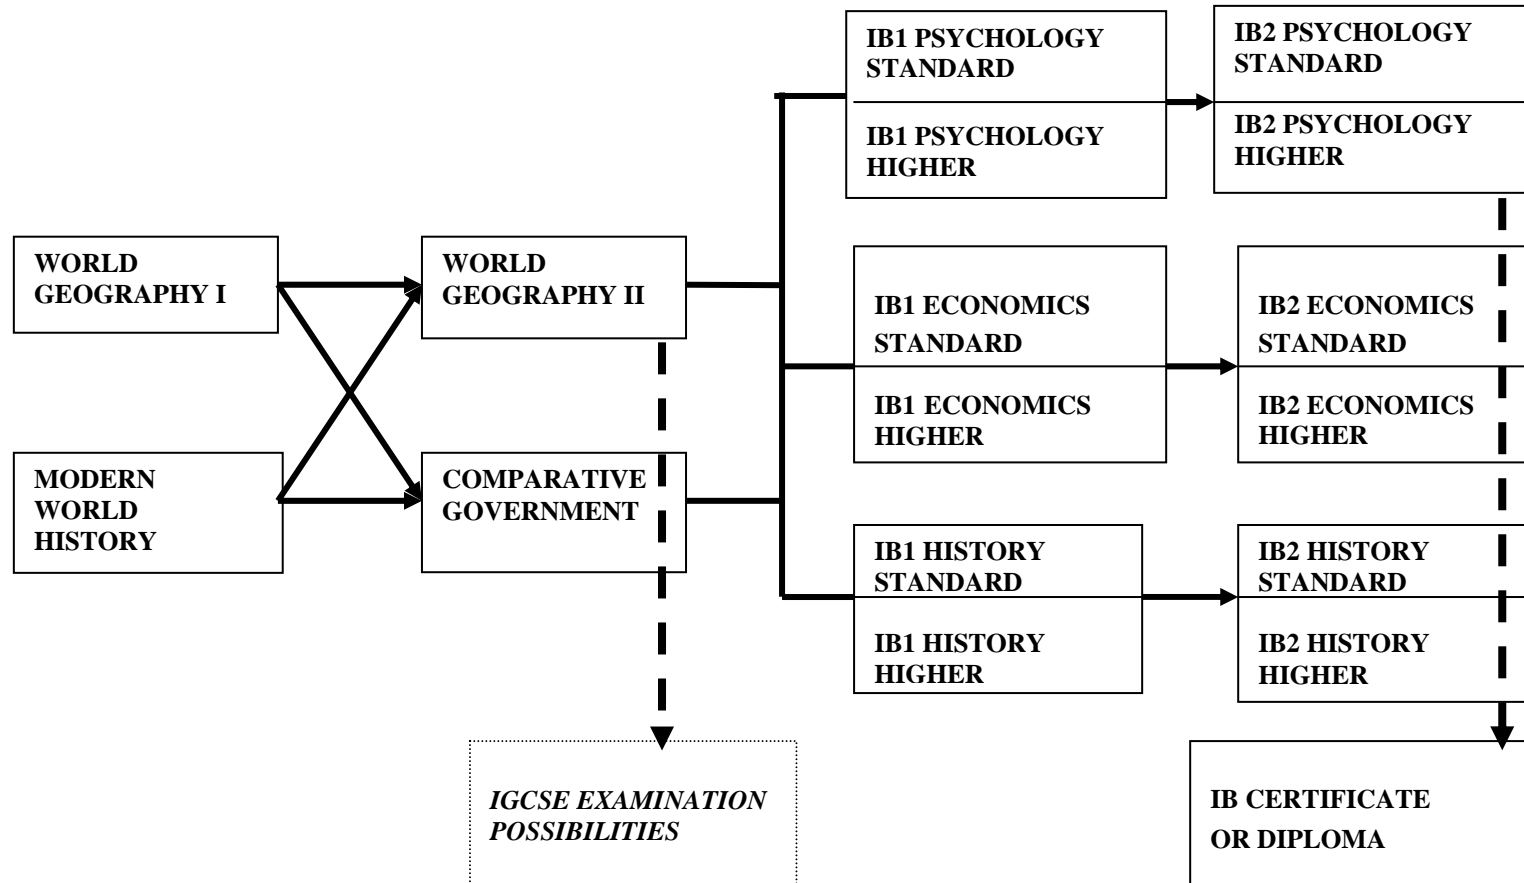 IB1 PSYCHOLOGY
STANDARD
IB1 PSYCHOLOGY
HIGHER
IB2 PSYCHOLOGY
STANDARD
IB2 PSYCHOLOGY
HIGHER
WORLD
GEOGRAPHY I
WORLD
GEOGRAPHY II
IB1 ECONOMICS
STANDARD
IB1 ECONOMICS
HIGHER
IB2 ECONOMICS
STANDARD
IB2 ECONOMICS
HIGHER
MODERN
WORLD
HISTORY
COMPARATIVE
GOVERNMENT
IB1 HISTORY
STANDARD
IB1 HISTORY
HIGHER
IB2 HISTORY
STANDARD
IB2 HISTORY
HIGHER
IGCSE EXAMINATION
POSSIBILITIES
IB CERTIFICATE
OR DIPLOMA